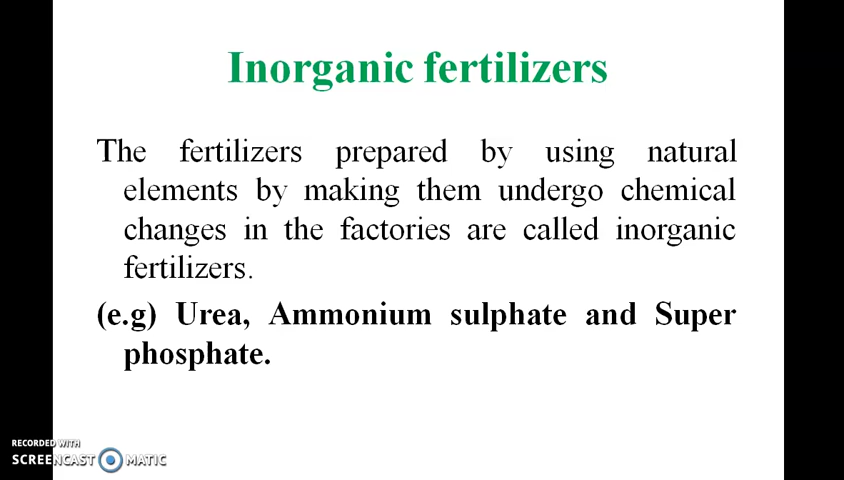 Inorganic fertilizers
The fertilizers prepared by using natural
elements by making them undergo chemical
changes in the factories are called inorganic
fertilizers.
(e.g) Urea, Ammonium sulphate and Super
phosphate.
RECORDED WITH
SCREENCAST MATIC